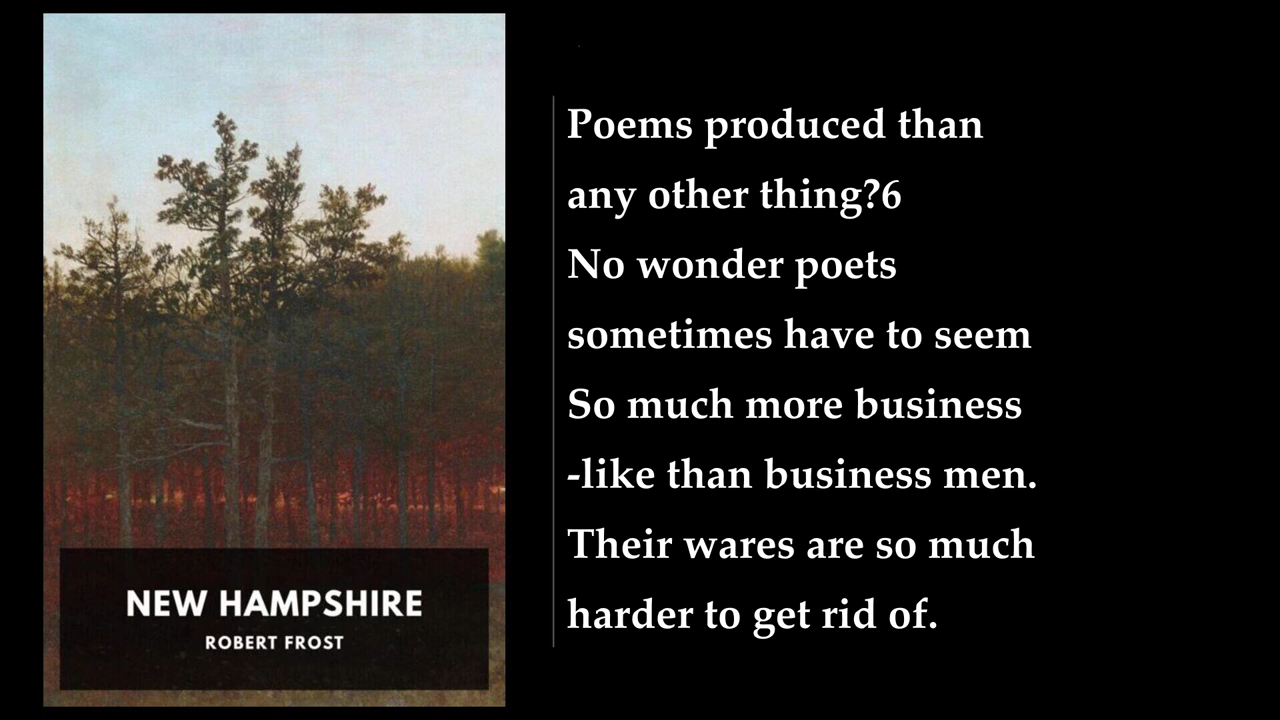 NEW HAMPSHIRE
ROBERT FROST
Poems produced than
any other thing?6
No wonder poets
sometimes have to seem
So much more business
-like than business men.
Their wares are so much
harder to get rid of.